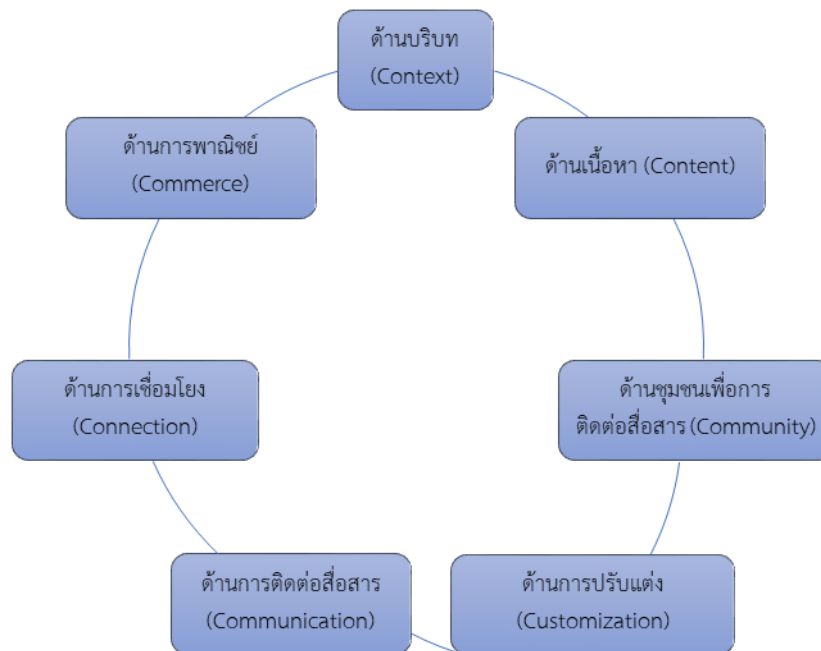 ด้านบริบท
(Context)
ด้านเนื้อหา (Content)
ด้านชุมชนเพื่อการ
ติดต่อสื่อสาร (Community)
ด้านการปรับแต่ง
(Customization)
ด้านการติดต่อสื่อสาร
(Communication)
ด้านการเชื่อมโยง
(Connection)
ด้านการพาณิชย์
(Commerce)